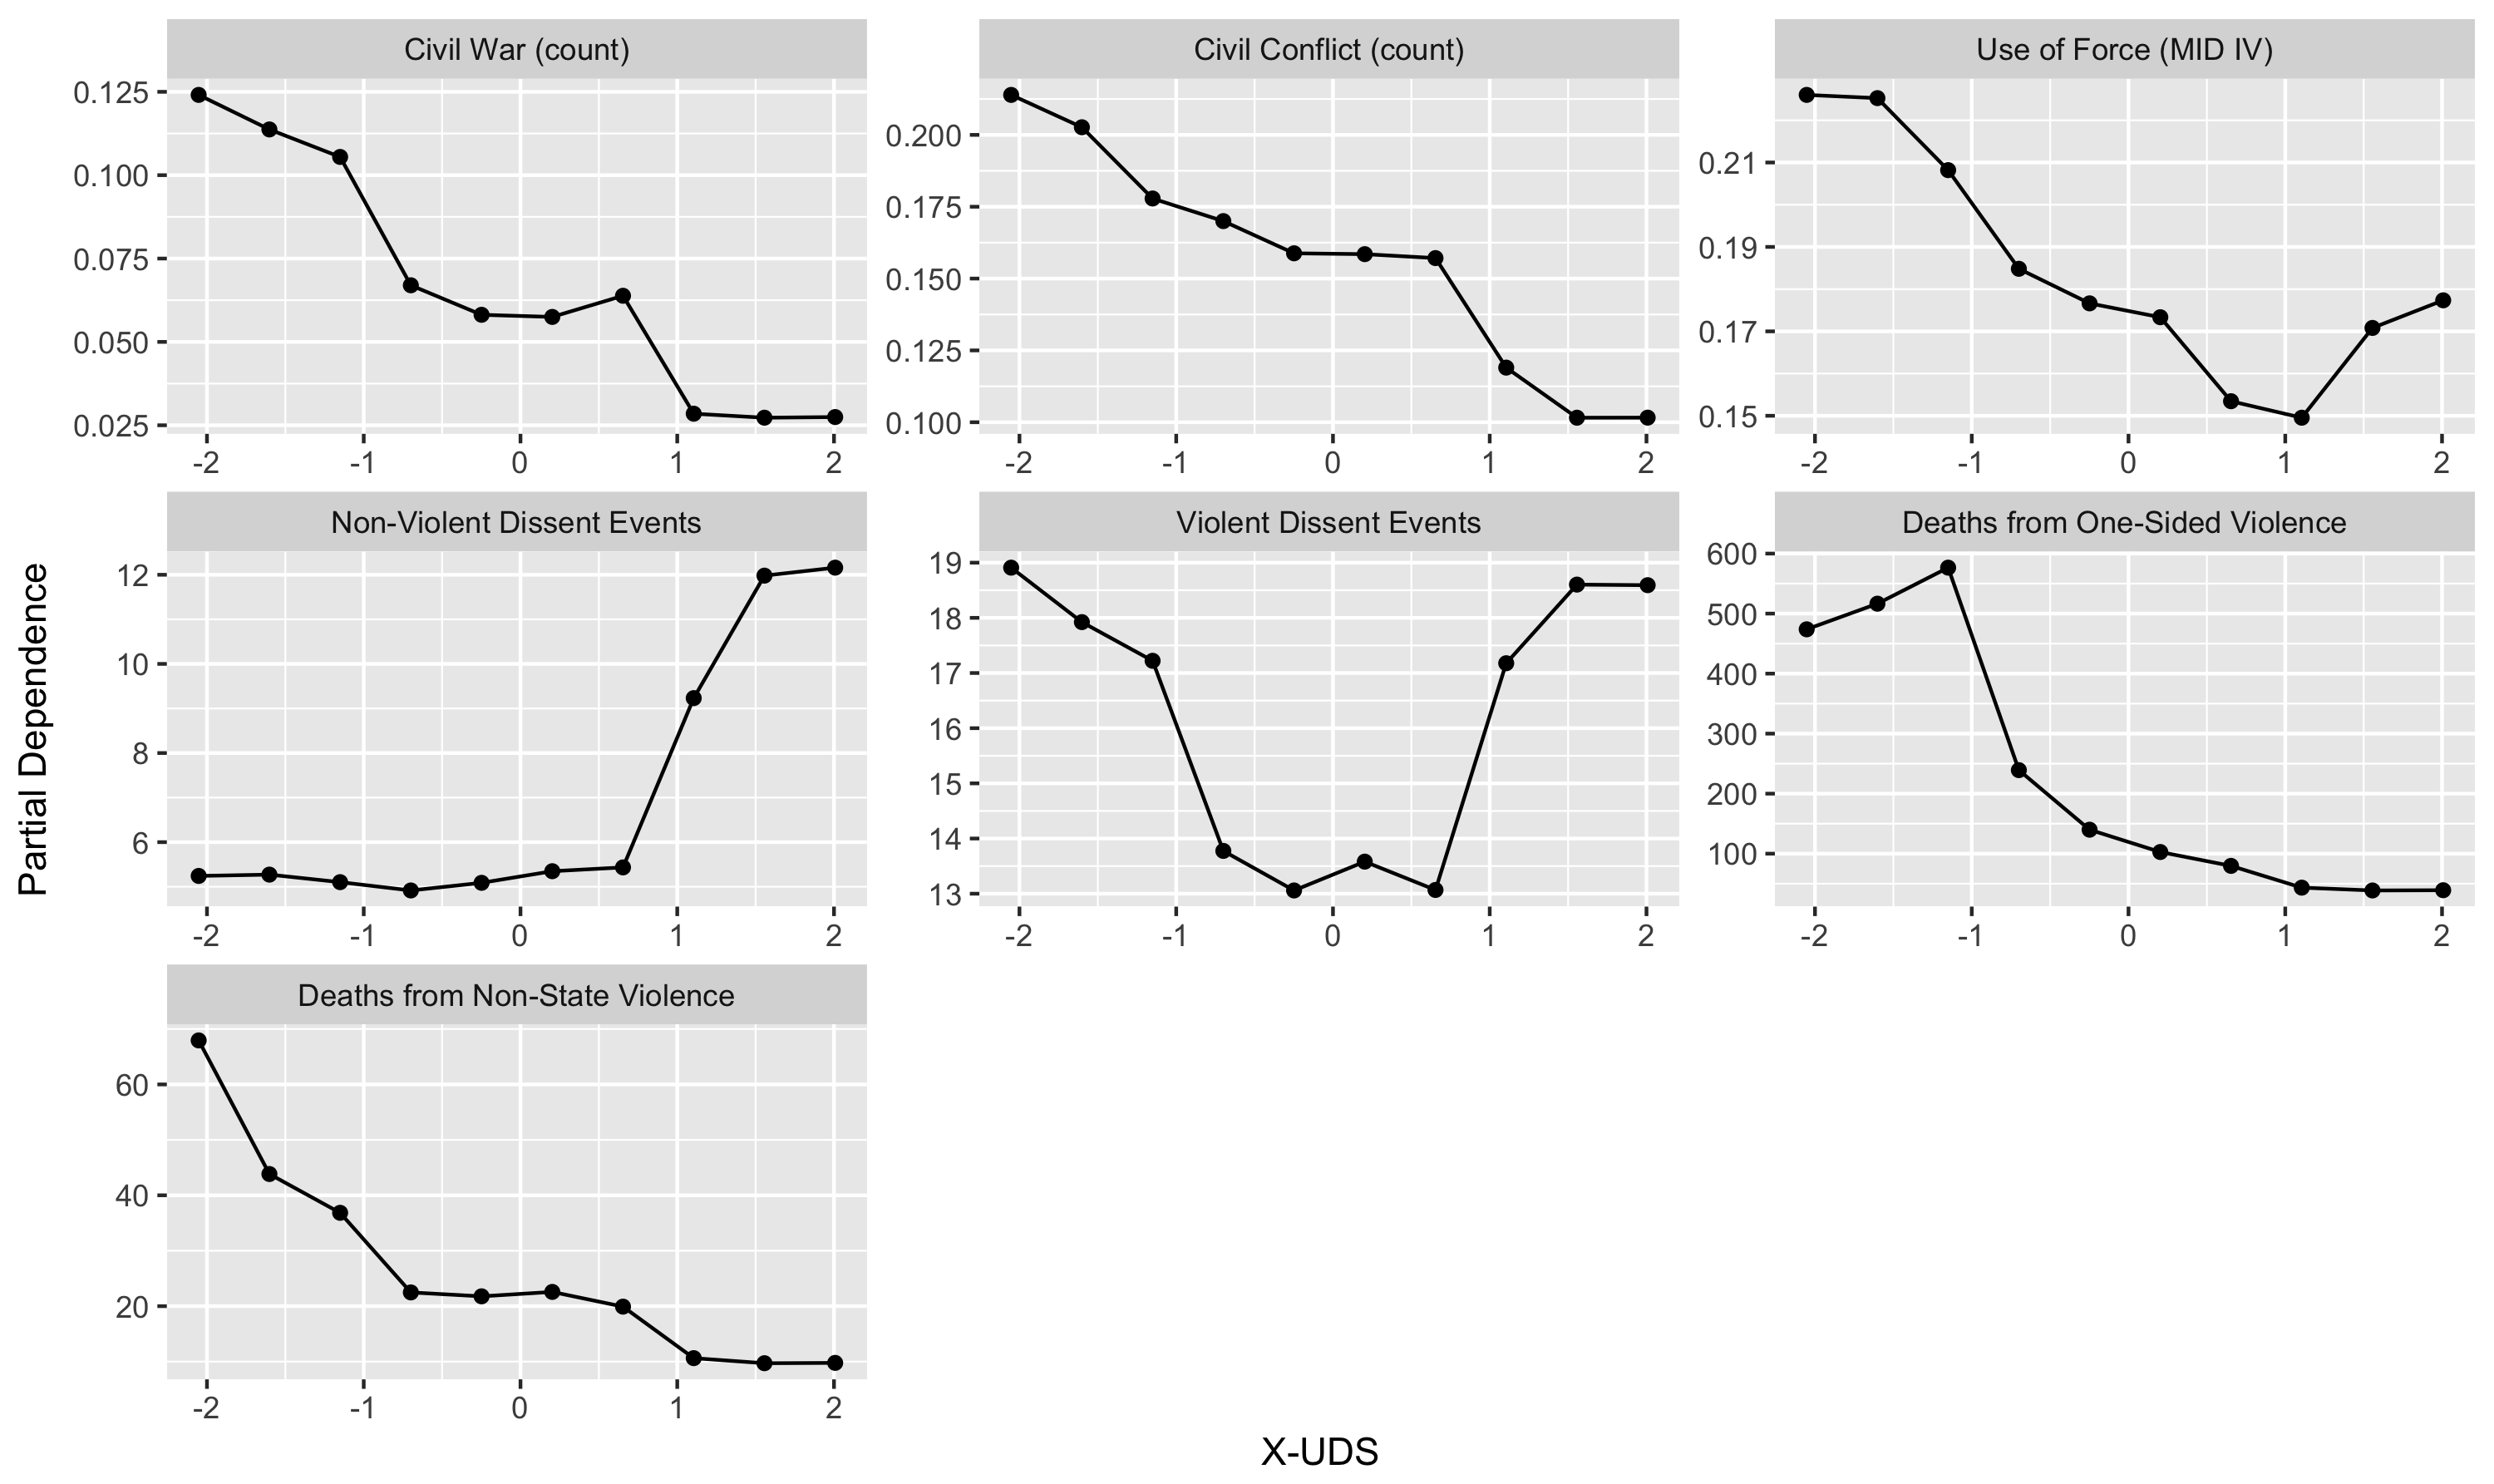 Civil War (count)
Civil Conflict (count)
Use of Force (MID IV)
0.125
0.100
0.075
0.050
0.025
-2 -1 0 1 2
0.200
0.175
0.150
0.125
0.100
-2 -1 0 1 2
0.21
0.19
0.17
0.15
-2 -1 0 1 2
Partial Dependence
Non-Violent Dissent Events
Violent Dissent Events
Deaths from One-Sided Violence
12
10
8
6
-2 -1 0 1 2
19
18
17
16
15
14
13
-2 -1 0 1 2
600
500
400
300
200
100
-2 -1 0 1 2
Deaths from Non-State Violence
60
40
20
-2 -1 0 1 2
X-UDS